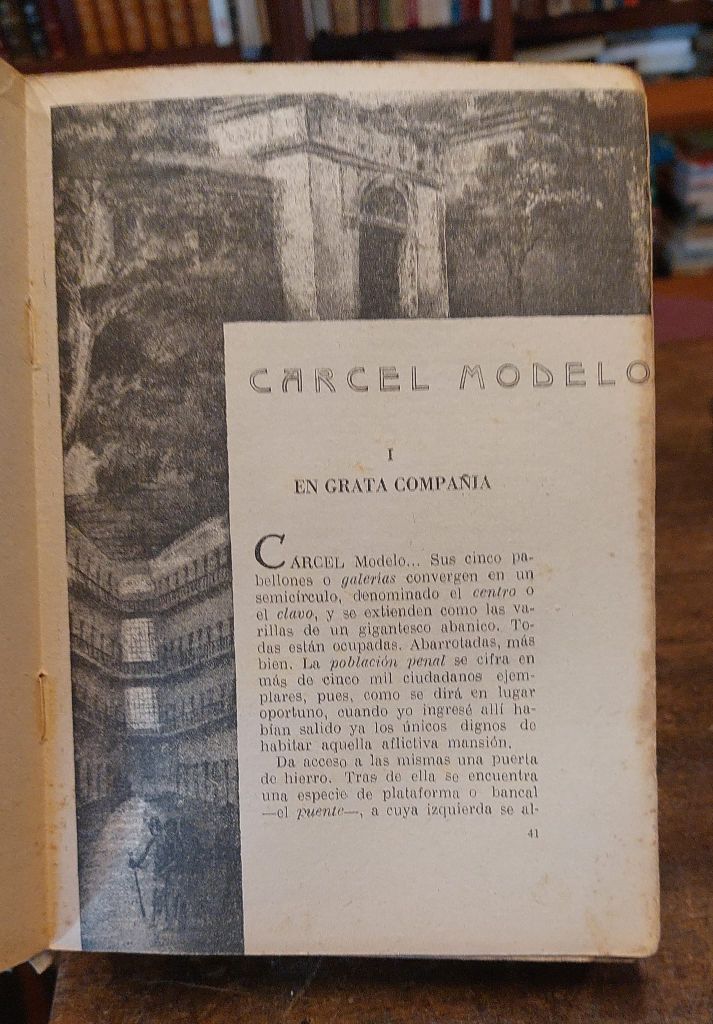 CARCEL MODELO
I
EN GRATA COMPAÑIA
CÁRCEL Modelo... Sus cinco pa-
bellones o galerías convergen en un
semicírculo, denominado el centro o
el clavo, y se extienden como las va-
rillas de un gigantesco abanico. To-
das están ocupadas. Abarrotadas, más
bien. La población penal se cifra en
más de cinco mil ciudadanos ejem-
plares, pues, como se dirá en lugar
oportuno, cuando yo ingresé allí ha-
bían salido ya los únicos dignos de
habitar aquella aflictiva mansión.
Da acceso a las mismas una puerta
de hierro. Tras de ella se encuentra
una especie de plataforma o bancal
—el puente—, a cuya izquierda se al-
41